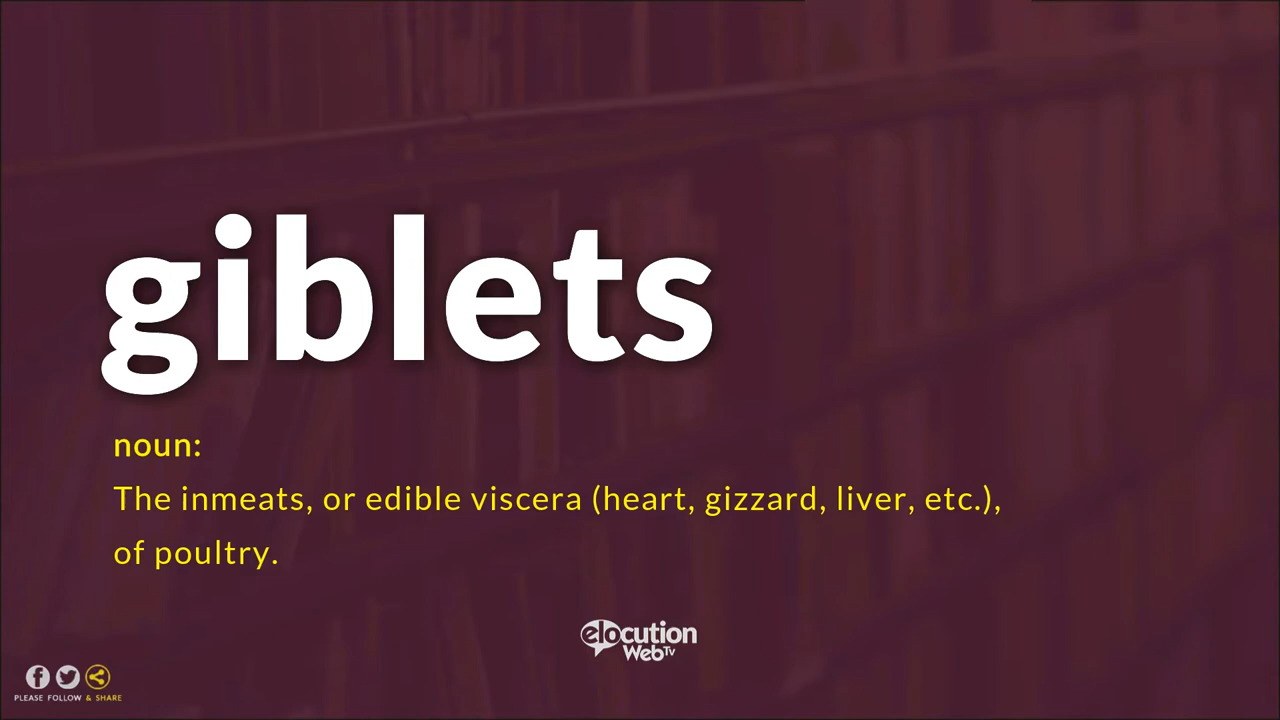 giblets
noun:
The inmeats, or edible viscera (heart, gizzard, liver, etc.),
of poultry.
elocution
WebTv
PLEASE FOLLOW & SHARE